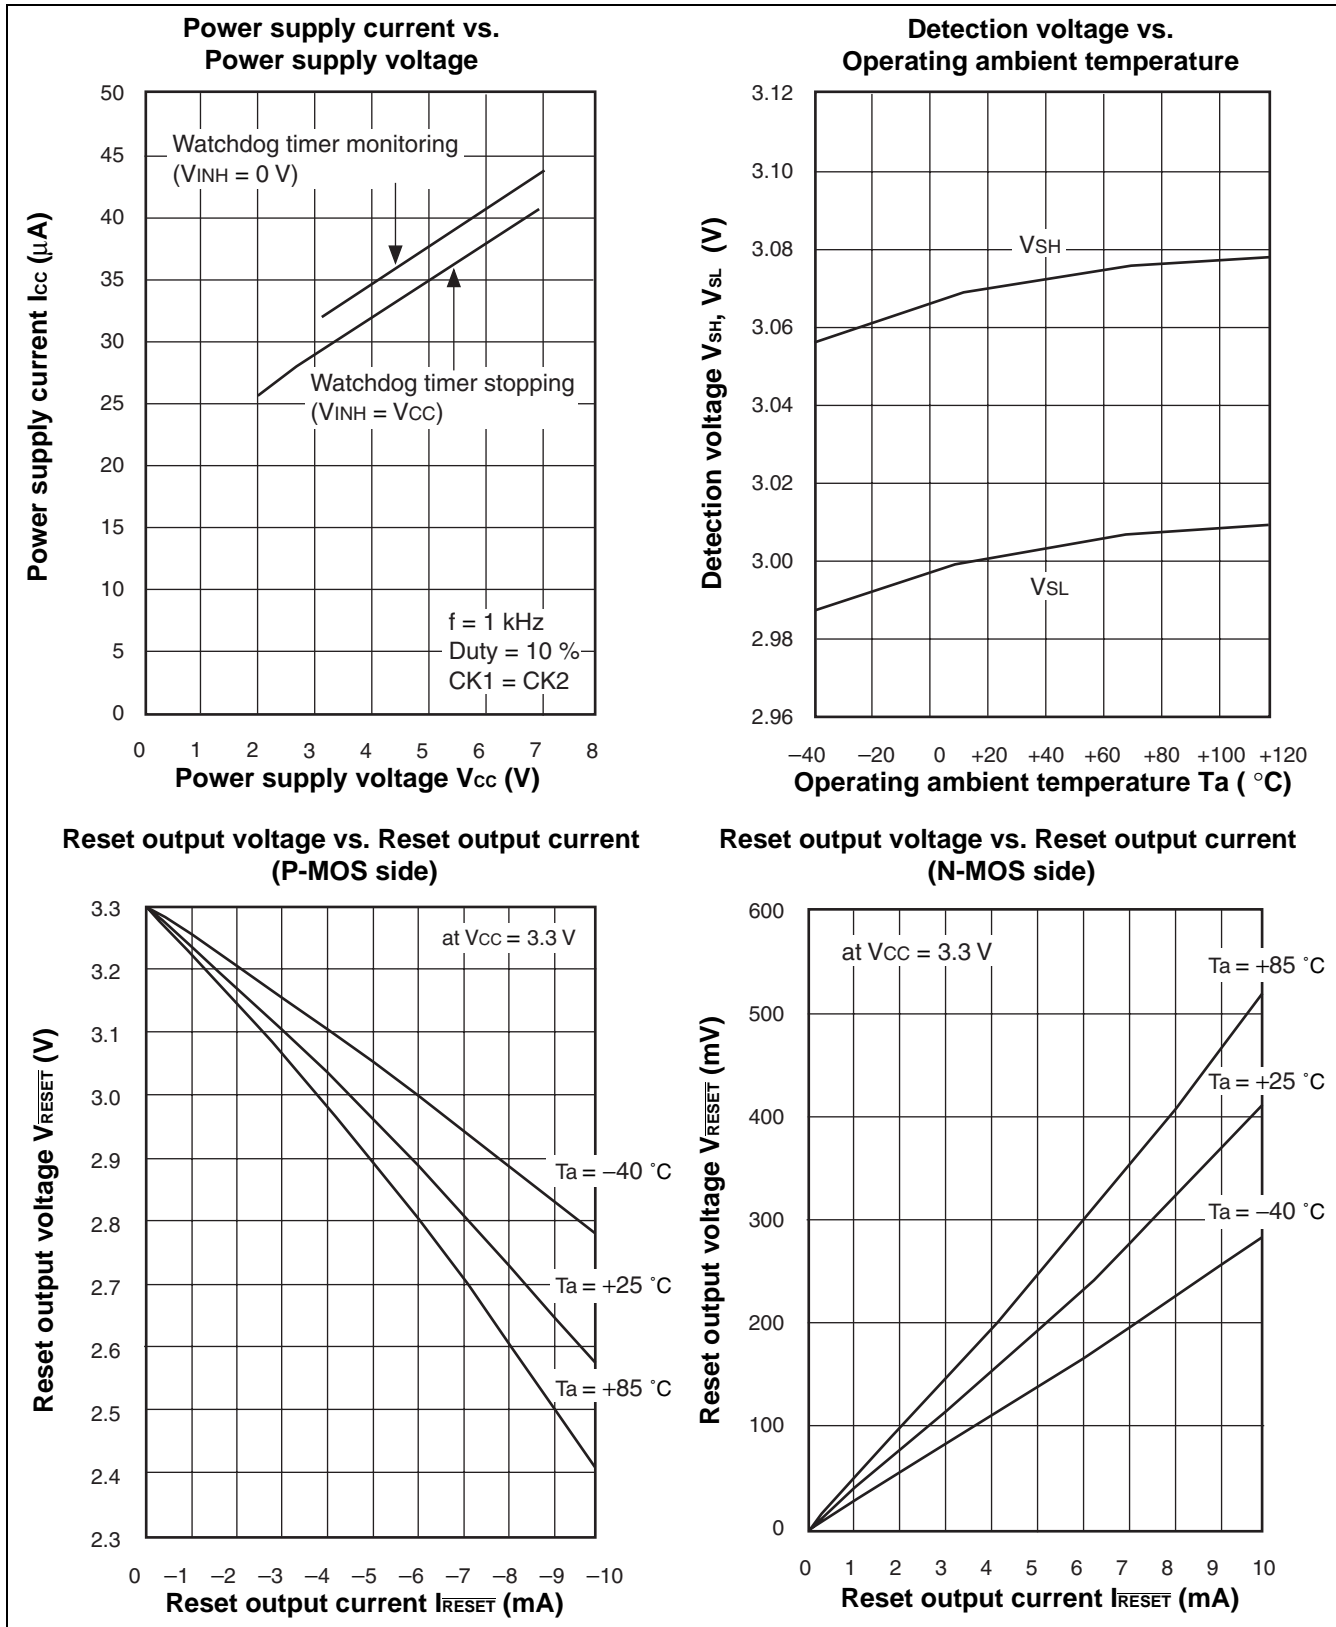 Power supply current vs.
Power supply voltage
50
45
40
35
30
25
20
15
10
5
0
Power supply current ICC (μA)
Watchdog timer monitoring
(VINH = 0 V)
Watchdog timer stopping
(VINH = VCC)
f = 1 kHz
Duty = 10 %
CK1 = CK2
0 1 2 3 4 5 6 7 8
Power supply voltage VCC (V)
Detection voltage vs.
Operating ambient temperature
3.12
3.10
3.08
3.06
3.04
3.02
3.00
2.98
2.96
Detection voltage VSH, VSL (V)
VSH
VSL
–40 –20 0 +20 +40 +60 +80 +100 +120
Operating ambient temperature Ta ( °C)
Reset output voltage vs. Reset output current
(P-MOS side)
3.3
3.2
3.1
3.0
2.9
2.8
2.7
2.6
2.5
2.4
2.3
Reset output voltage VRESET (V)
at VCC = 3.3 V
Ta = –40 ˚C
Ta = +25 ˚C
Ta = +85 ˚C
0 –1 –2 –3 –4 –5 –6 –7 –8 –9 –10
Reset output current IRESET (mA)
Reset output voltage vs. Reset output current
(N-MOS side)
600
500
400
300
200
100
0
Reset output voltage VRESET (mV)
at VCC = 3.3 V
Ta = +85 ˚C
Ta = +25 ˚C
Ta = –40 ˚C
0 1 2 3 4 5 6 7 8 9 10
Reset output current IRESET (mA)